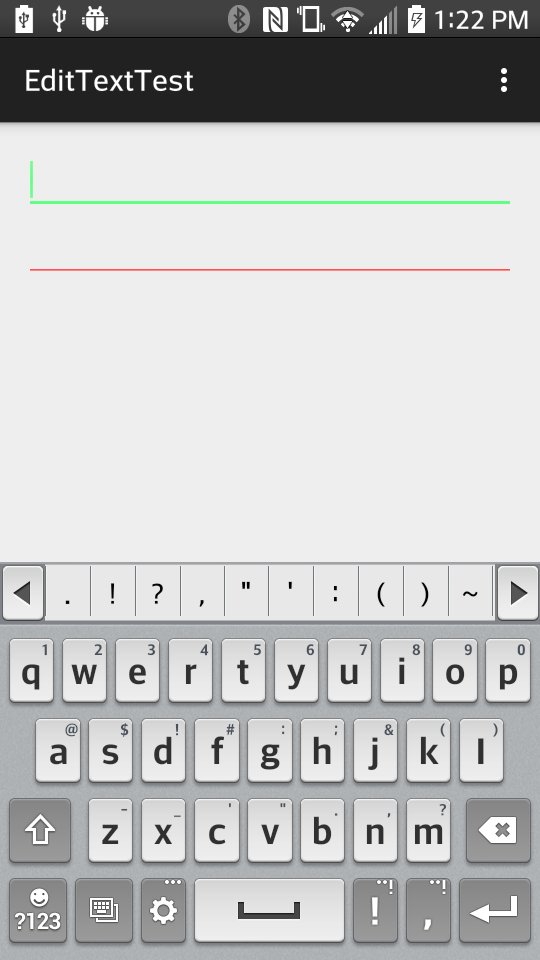 1:22 PM
EditTextTest
. ! ? , " ' : ( ) ~
1 2 3 4 5 6 7 8 9 0
q w e r t y u i o p
@ $ ! # : ; & ( )
a s d f g h j k l
- _ ' " . , ?
z x c v b n m
?123 ! ,